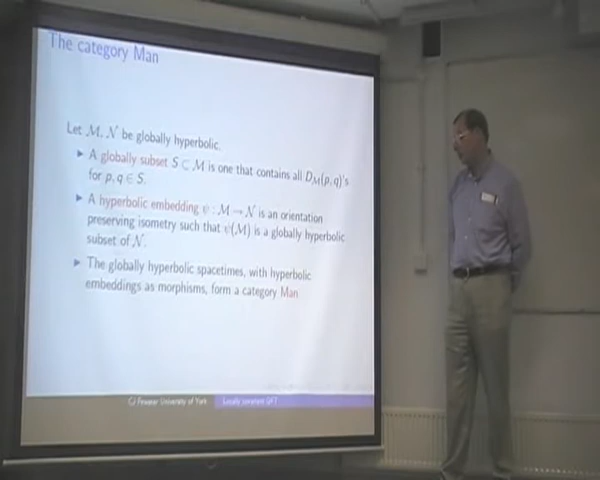 The category Man
Let M, N be globally hyperbolic.
▶ A globally subset S ⊂ M is one that contains all D_M(p, q)'s
for p, q ∈ S.
▶ A hyperbolic embedding ψ : M → N is an orientation
preserving isometry such that ψ(M) is a globally hyperbolic
subset of N.
▶ The globally hyperbolic spacetimes, with hyperbolic
embeddings as morphisms, form a category Man
CJ Fewster University of York
Locally covariant QFT